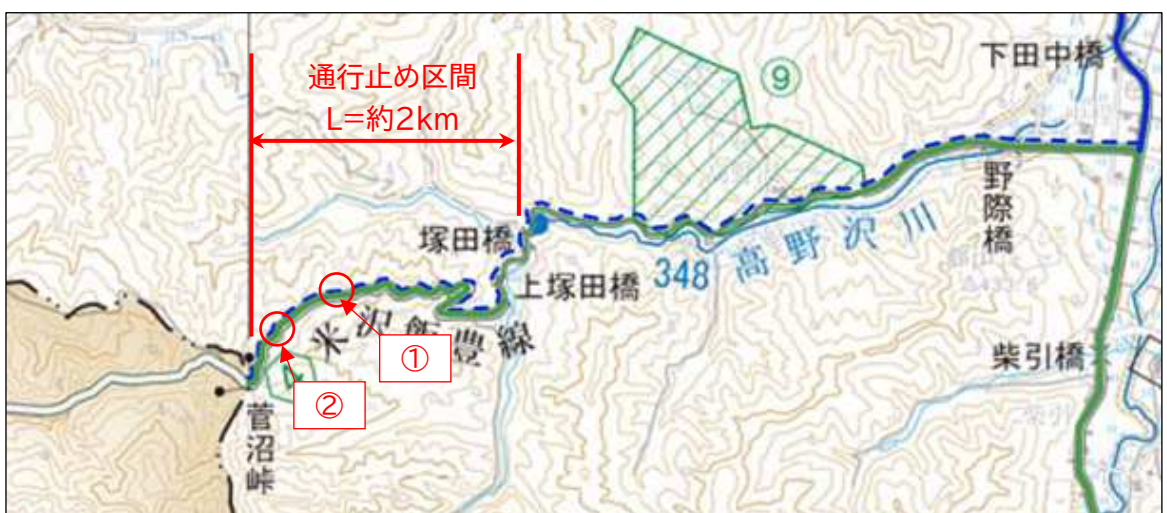 通行止め区間
L=約2km
⑨
下田中橋
野際橋
塚田橋
上塚田橋
348
高野沢川
米沢飯豊線
①
②
菅沼峠
柴引橋